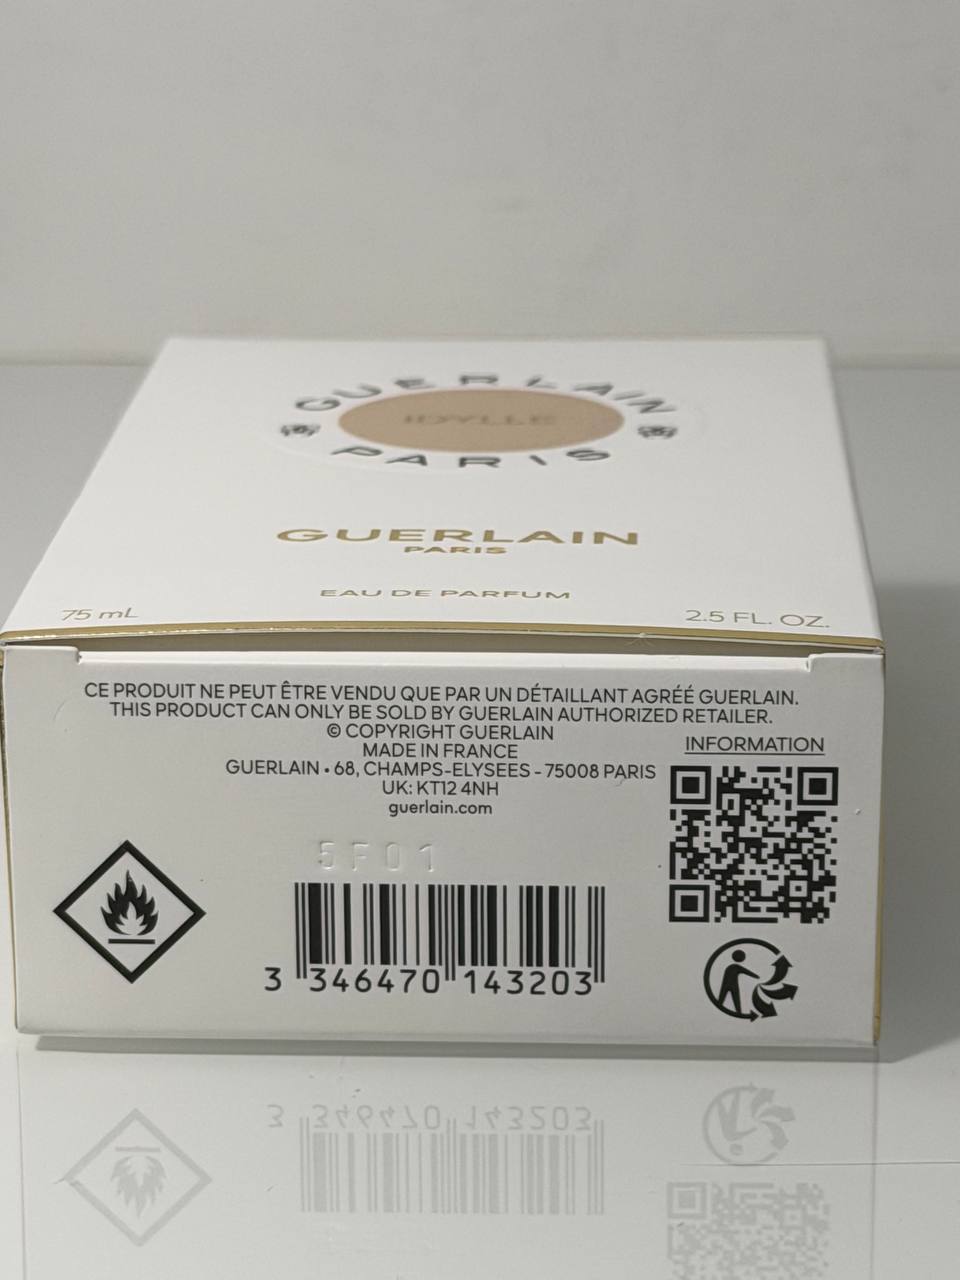 GUERLAIN
IDYLLE
PARIS
GUERLAIN
PARIS
EAU DE PARFUM
75 mL
2.5 FL. OZ.
CE PRODUIT NE PEUT ÊTRE VENDU QUE PAR UN DÉTAILLANT AGRÉÉ GUERLAIN.
THIS PRODUCT CAN ONLY BE SOLD BY GUERLAIN AUTHORIZED RETAILER.
© COPYRIGHT GUERLAIN
MADE IN FRANCE
GUERLAIN • 68, CHAMPS-ELYSEES - 75008 PARIS
UK: KT12 4NH
guerlain.com
INFORMATION
5F01
3 346470 143203